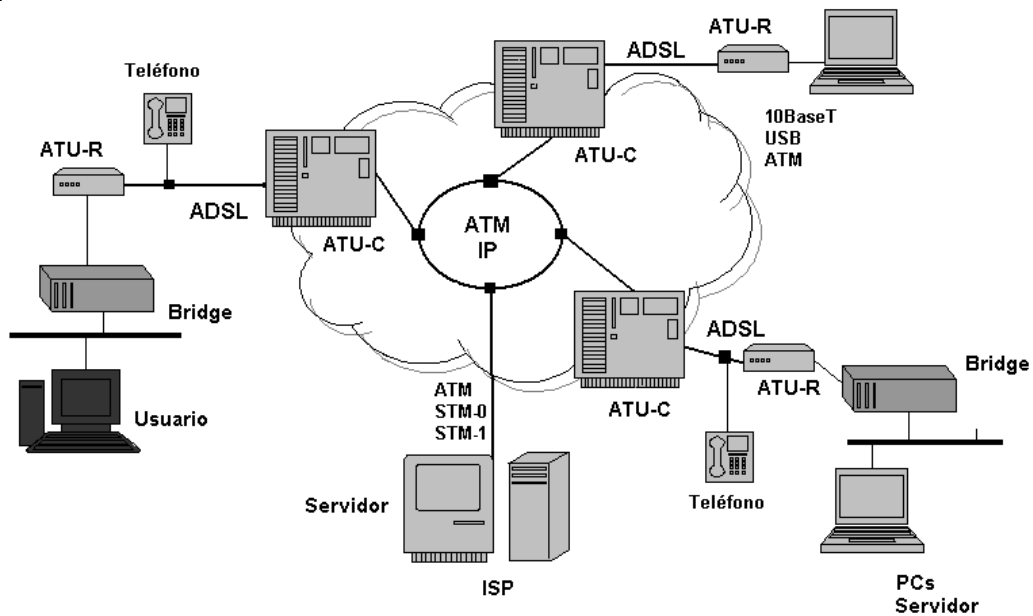 ATU-R
ADSL
Teléfono
10BaseT
USB
ATM
ATU-C
ATU-R
ADSL
ATU-C
ATM
IP
Bridge
Usuario
ADSL
ATU-R
Bridge
ATU-C
ATM
STM-0
STM-1
Teléfono
Servidor
ISP
PCs
Servidor